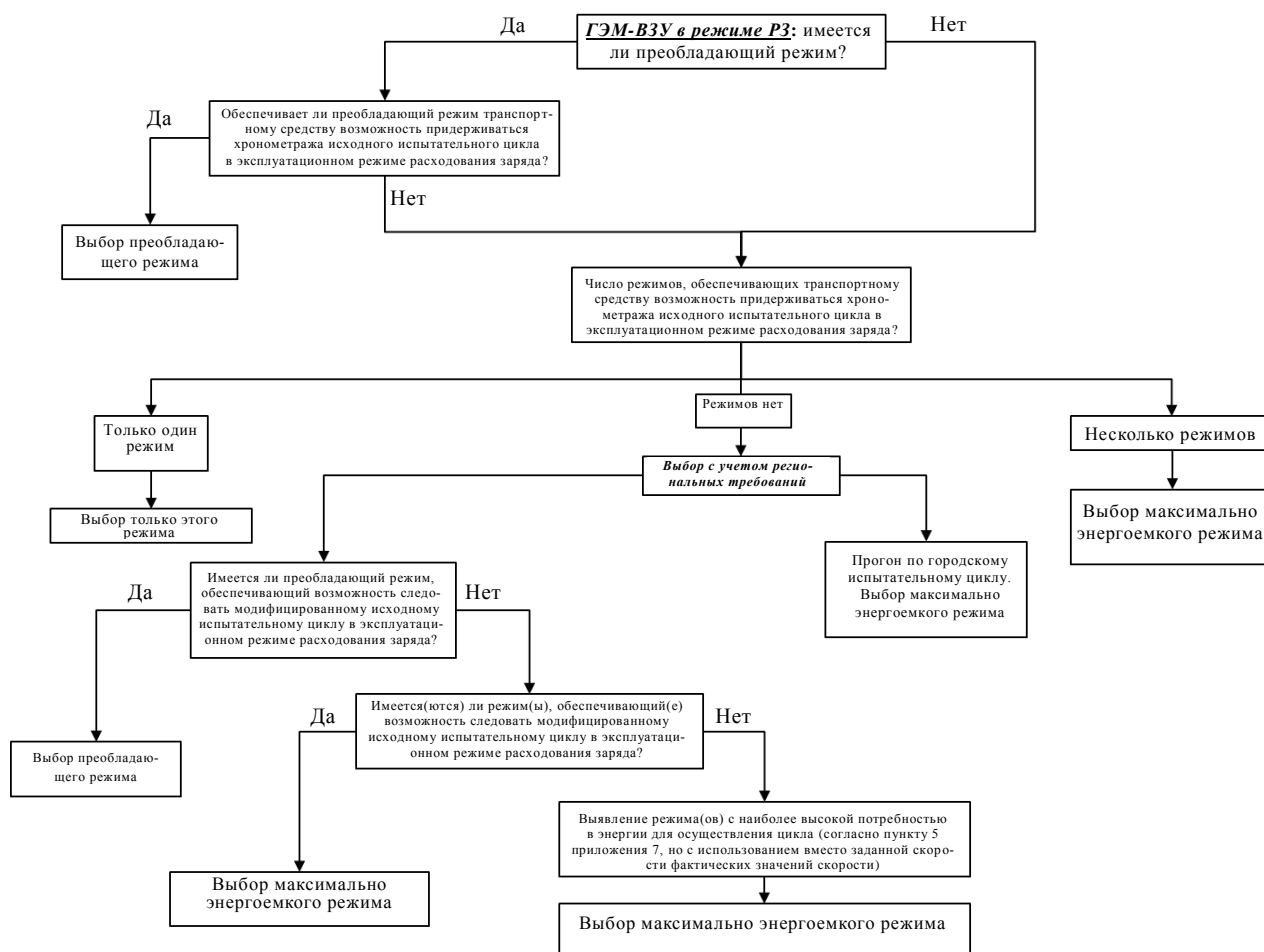 Да
ГЭМ-ВЗУ в режиме РЗ: имеется
ли преобладающий режим?
Нет
Да
Обеспечивает ли преобладающий режим транспорт-
ному средству возможность придерживаться
хронометража исходного испытательного цикла
в эксплуатационном режиме расходования заряда?
Нет
Выбор преобладаю-
щего режима
Число режимов, обеспечивающих транспортному
средству возможность придерживаться хроно-
метража исходного испытательного цикла в
эксплуатационном режиме расходования заряда?
Только один
режим
Режимов нет
Несколько режимов
Выбор с учетом регио-
нальных требований
Выбор только этого
режима
Выбор максимально
энергоемкого режима
Прогон по городскому
испытательному циклу.
Выбор максимально
энергоемкого режима
Да
Имеется ли преобладающий режим,
обеспечивающий возможность следо-
вать модифицированному исходному
испытательному циклу в эксплуатаци-
онном режиме расходования заряда?
Нет
Да
Имеется(ются) ли режим(ы), обеспечивающий(е)
возможность следовать модифицированному
исходному испытательному циклу в эксплуатаци-
онном режиме расходования заряда?
Нет
Выбор преобладаю-
щего режима
Выявление режима(ов) с наиболее высокой потребностью
в энергии для осуществления цикла (согласно пункту 5
приложения 7, но с использованием вместо заданной скоро-
сти фактических значений скорости)
Выбор максимально
энергоемкого режима
Выбор максимально энергоемкого режима